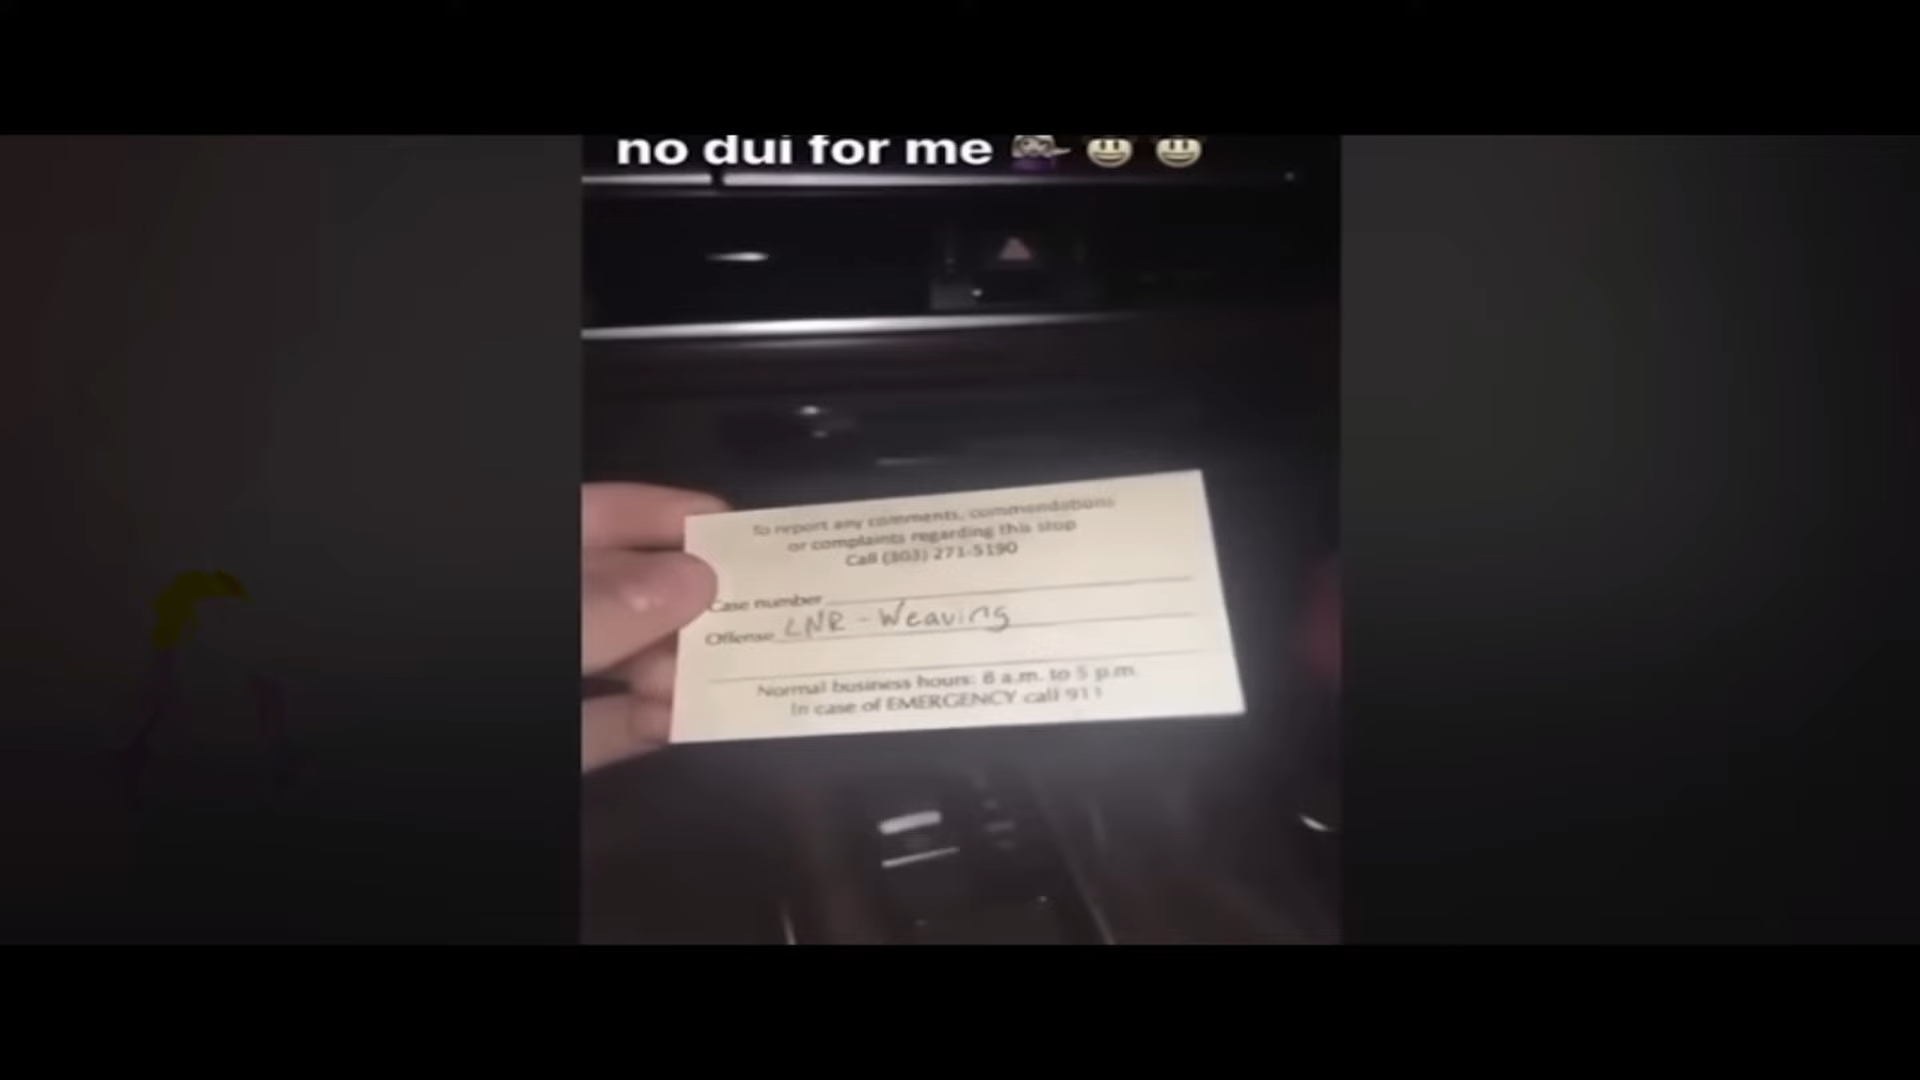 no dui for me 🤷🏻‍♀️ 😃 😃
To report any comments, commendations
or complaints regarding this stop
Call (303) 271-5190
Case number
Offense LNR - Weaving
Normal business hours: 8 a.m. to 5 p.m.
In case of EMERGENCY call 911